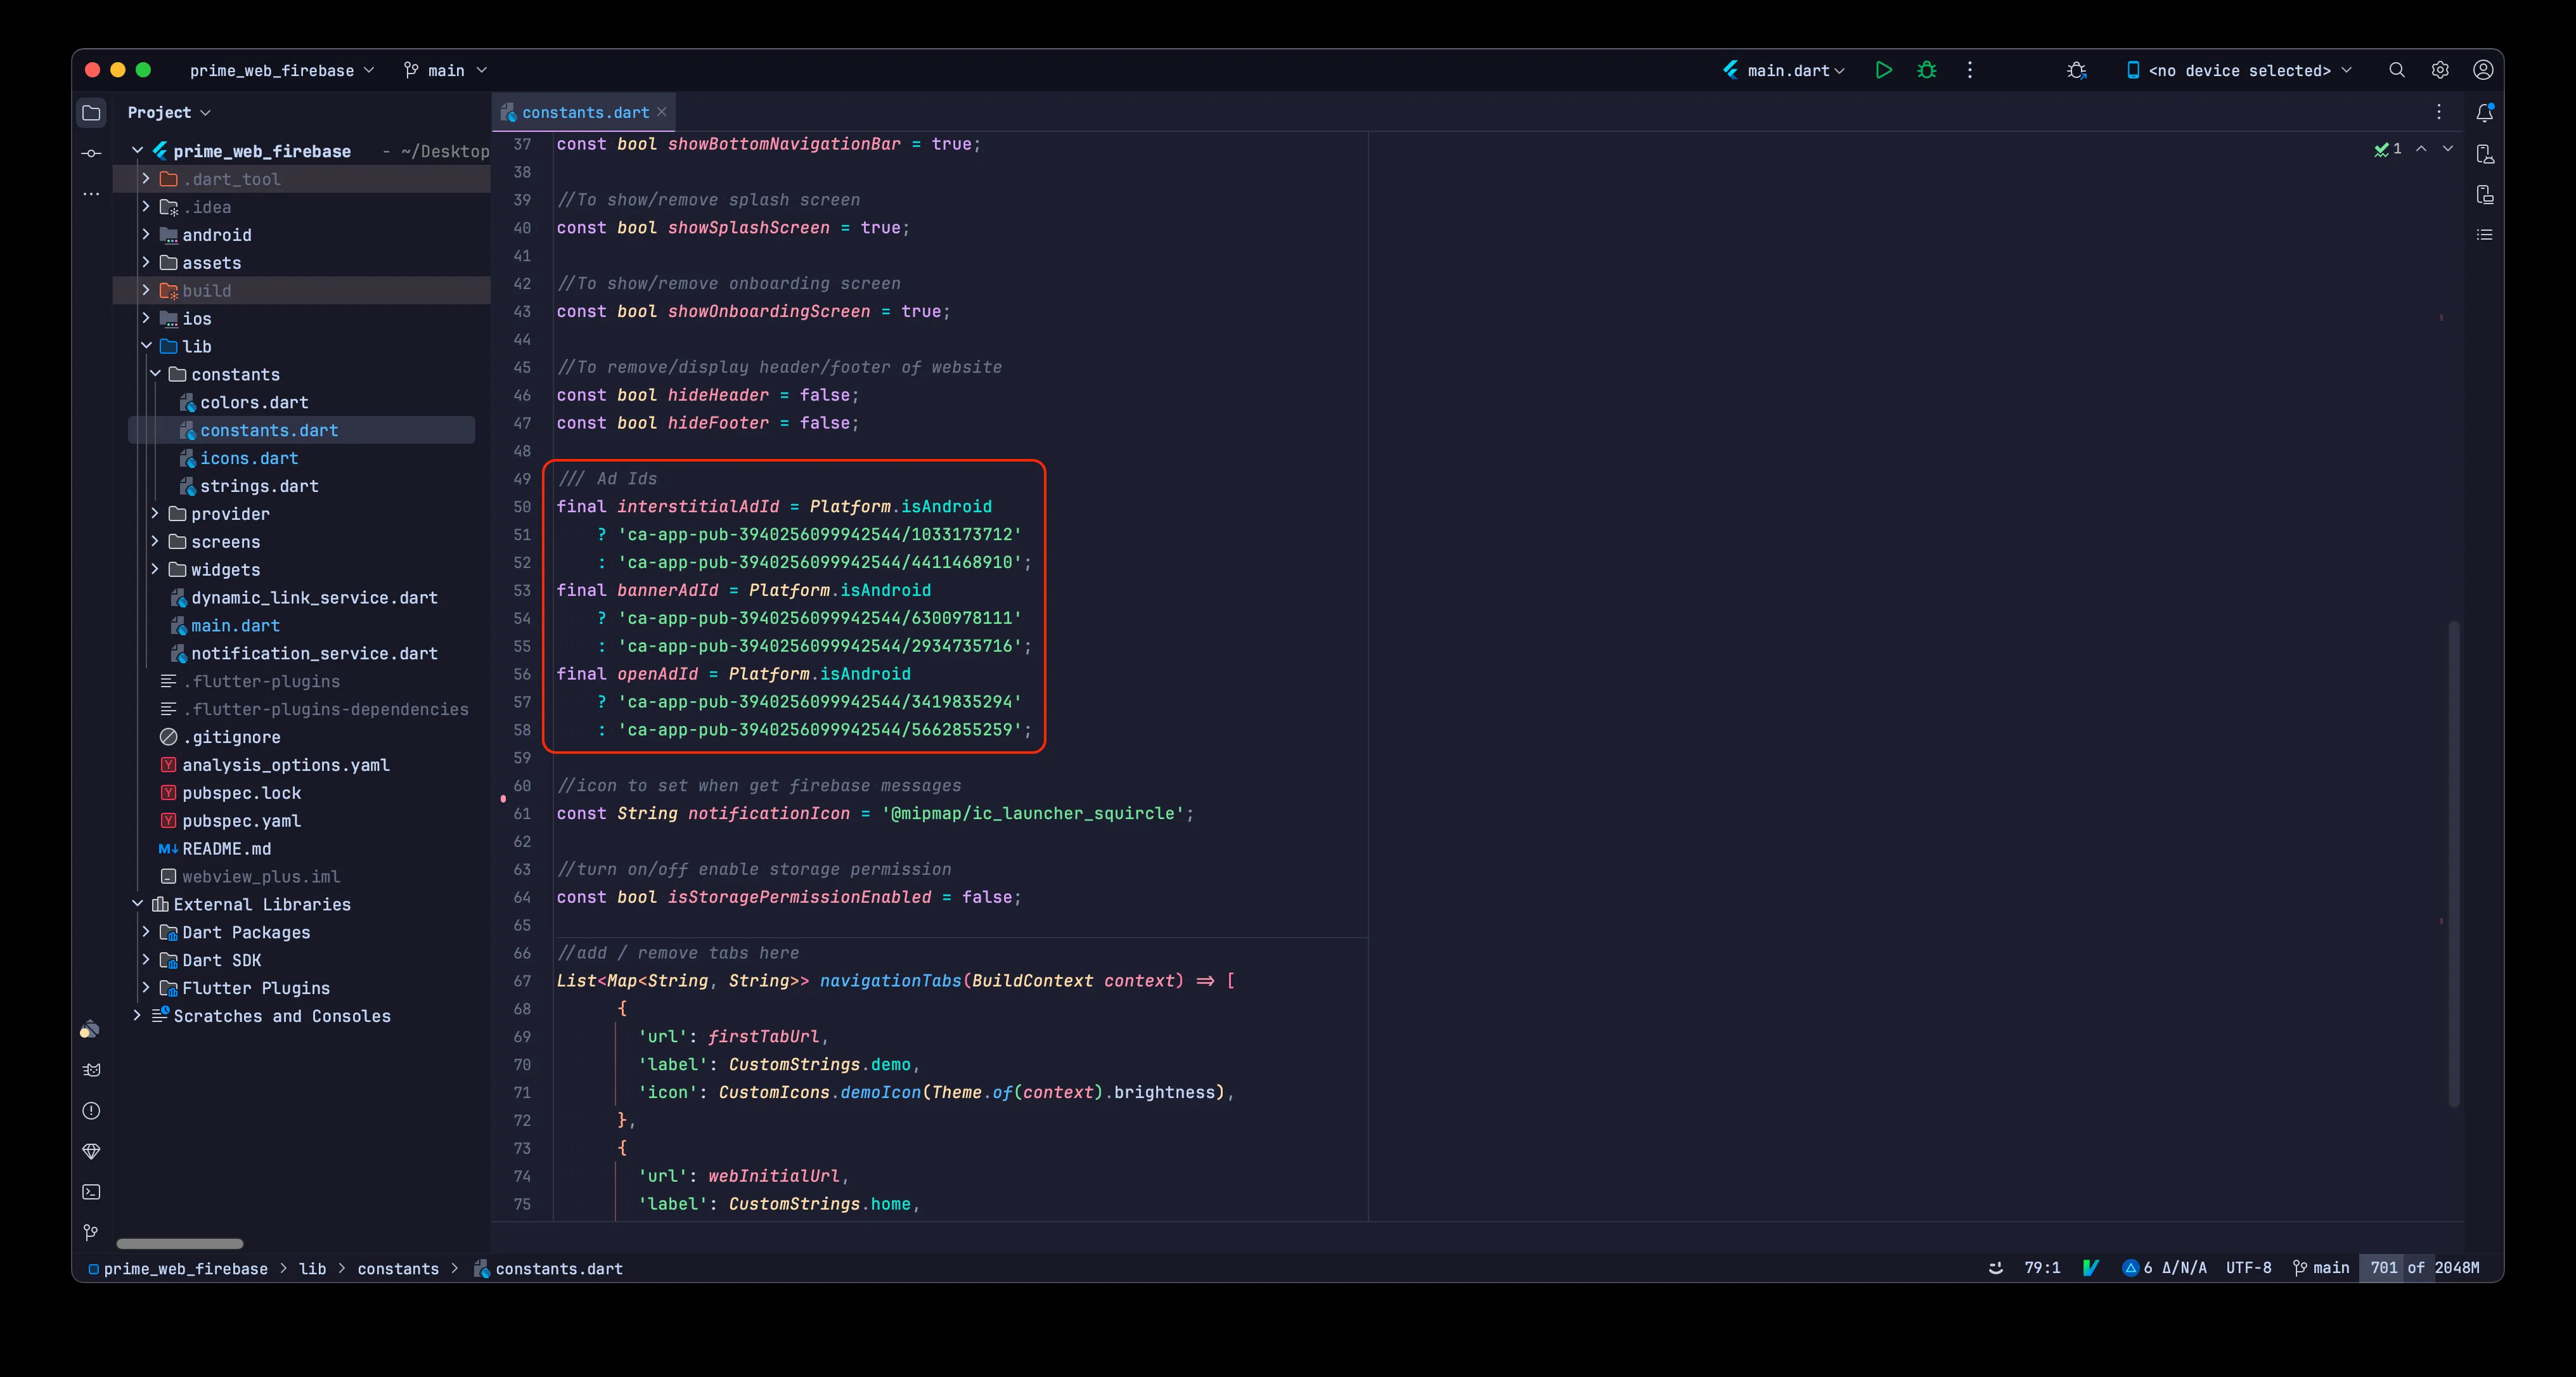 prime_web_firebase
main
main.dart
<no device selected>
Project
constants.dart
prime_web_firebase - ~/Desktop
.dart_tool
.idea
android
assets
build
ios
lib
constants
colors.dart
constants.dart
icons.dart
strings.dart
provider
screens
widgets
dynamic_link_service.dart
main.dart
notification_service.dart
.flutter-plugins
.flutter-plugins-dependencies
.gitignore
analysis_options.yaml
pubspec.lock
pubspec.yaml
README.md
webview_plus.iml
External Libraries
Dart Packages
Dart SDK
Flutter Plugins
Scratches and Consoles
1
37 const bool showBottomNavigationBar = true;
38
39 //To show/remove splash screen
40 const bool showSplashScreen = true;
41
42 //To show/remove onboarding screen
43 const bool showOnboardingScreen = true;
44
45 //To remove/display header/footer of website
46 const bool hideHeader = false;
47 const bool hideFooter = false;
48
49 /// Ad Ids
50 final interstitialAdId = Platform.isAndroid
51 ? 'ca-app-pub-3940256099942544/1033173712'
52 : 'ca-app-pub-3940256099942544/4411468910';
53 final bannerAdId = Platform.isAndroid
54 ? 'ca-app-pub-3940256099942544/6300978111'
55 : 'ca-app-pub-3940256099942544/2934735716';
56 final openAdId = Platform.isAndroid
57 ? 'ca-app-pub-3940256099942544/3419835294'
58 : 'ca-app-pub-3940256099942544/5662855259';
59
60 //icon to set when get firebase messages
61 const String notificationIcon = '@mipmap/ic_launcher_squircle';
62
63 //turn on/off enable storage permission
64 const bool isStoragePermissionEnabled = false;
65
66 //add / remove tabs here
67 List<Map<String, String>> navigationTabs(BuildContext context) => [
68 {
69 'url': firstTabUrl,
70 'label': CustomStrings.demo,
71 'icon': CustomIcons.demoIcon(Theme.of(context).brightness),
72 },
73 {
74 'url': webInitialUrl,
75 'label': CustomStrings.home,
prime_web_firebase > lib > constants > constants.dart
79:1
6 Δ/N/A
UTF-8
main
701 of 2048M